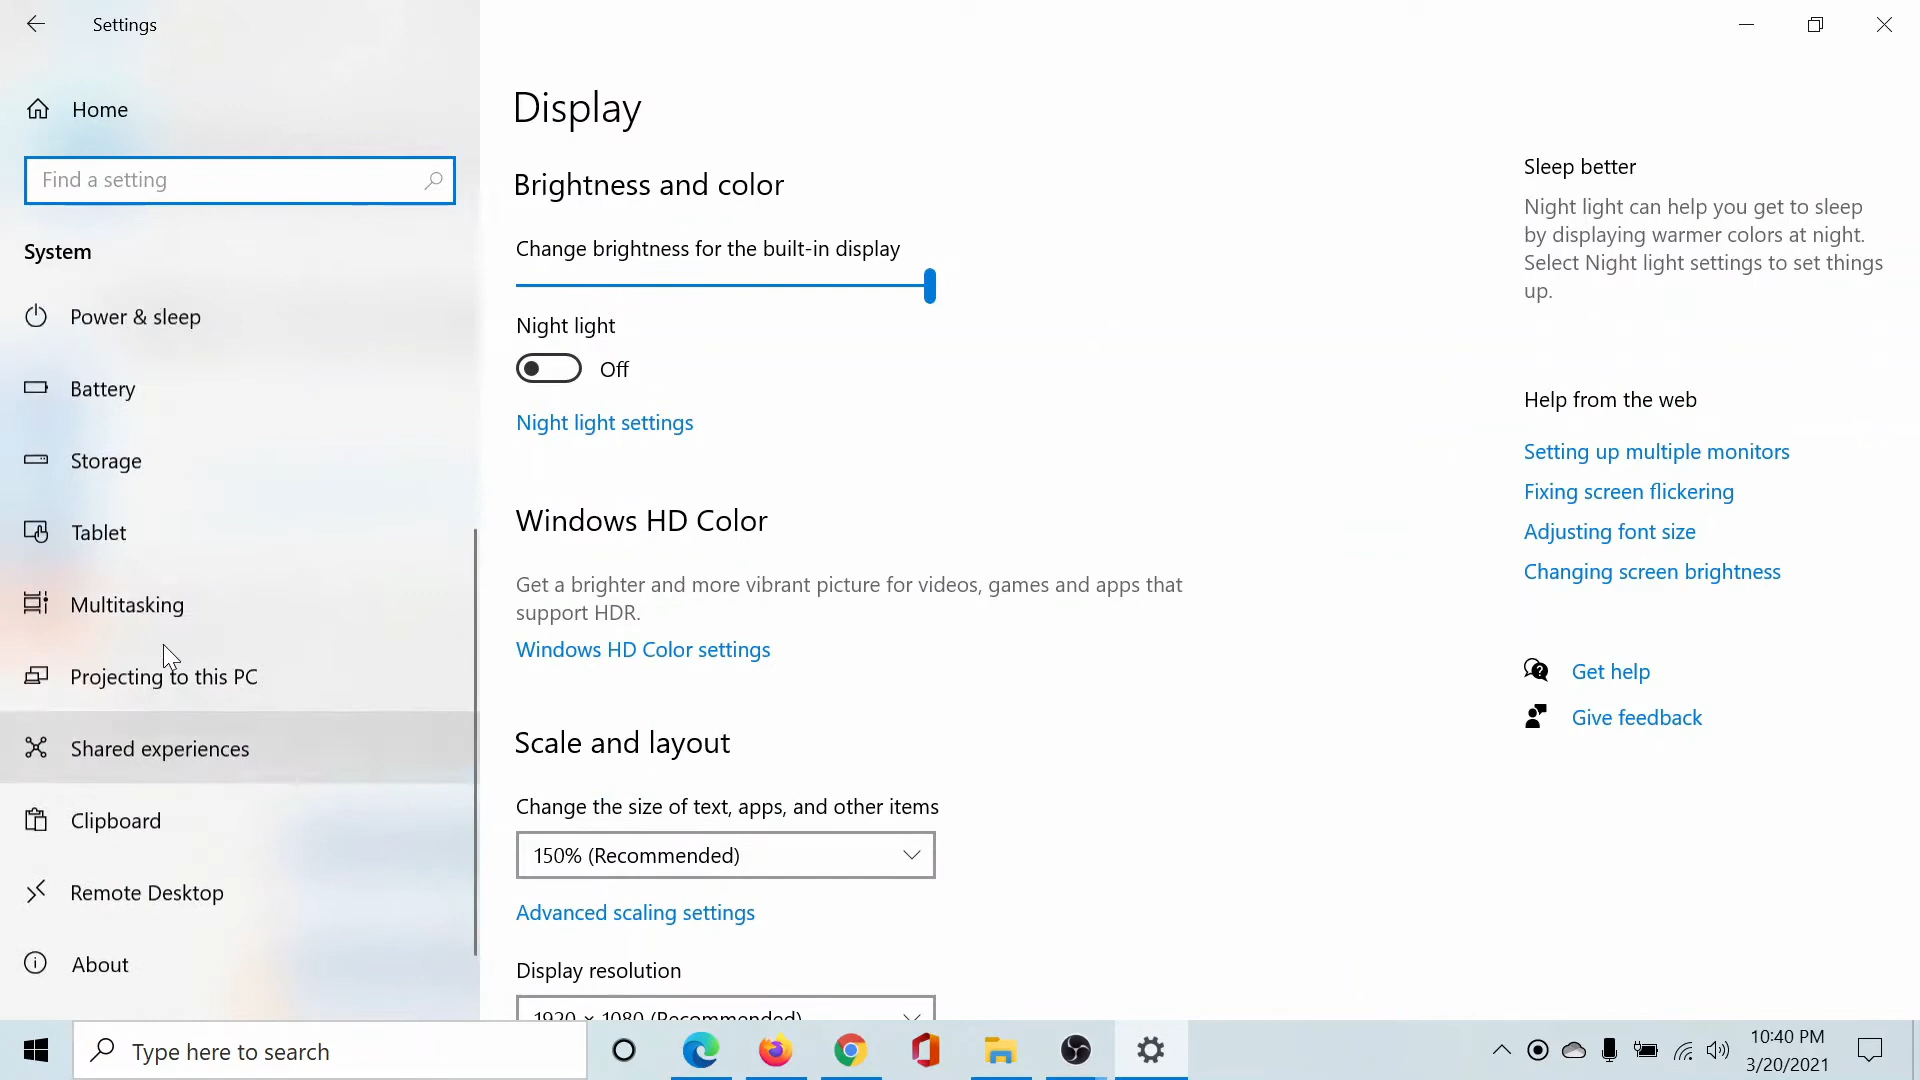 Settings
Home
Find a setting
System
Power & sleep
Battery
Storage
Tablet
Multitasking
Projecting to this PC
Shared experiences
Clipboard
Remote Desktop
About
Display
Brightness and color
Change brightness for the built-in display
Night light
Off
Night light settings
Windows HD Color
Get a brighter and more vibrant picture for videos, games and apps that
support HDR.
Windows HD Color settings
Scale and layout
Change the size of text, apps, and other items
150% (Recommended)
Advanced scaling settings
Display resolution
1920 × 1080 (Recommended)
Sleep better
Night light can help you get to sleep
by displaying warmer colors at night.
Select Night light settings to set things
up.
Help from the web
Setting up multiple monitors
Fixing screen flickering
Adjusting font size
Changing screen brightness
Get help
Give feedback
Type here to search
10:40 PM
3/20/2021